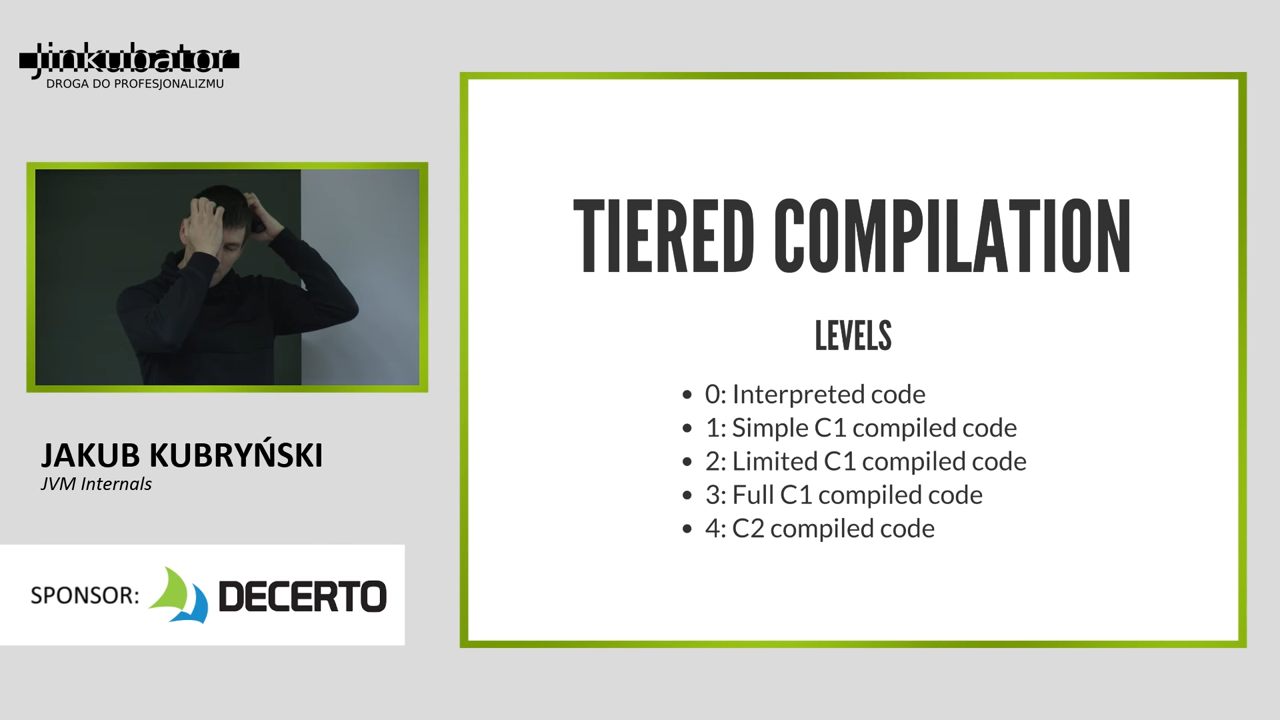 Jinkubator
DROGA DO PROFESJONALIZMU
JAKUB KUBRYŃSKI
JVM Internals
SPONSOR: DECERTO
TIERED COMPILATION
LEVELS
• 0: Interpreted code
• 1: Simple C1 compiled code
• 2: Limited C1 compiled code
• 3: Full C1 compiled code
• 4: C2 compiled code